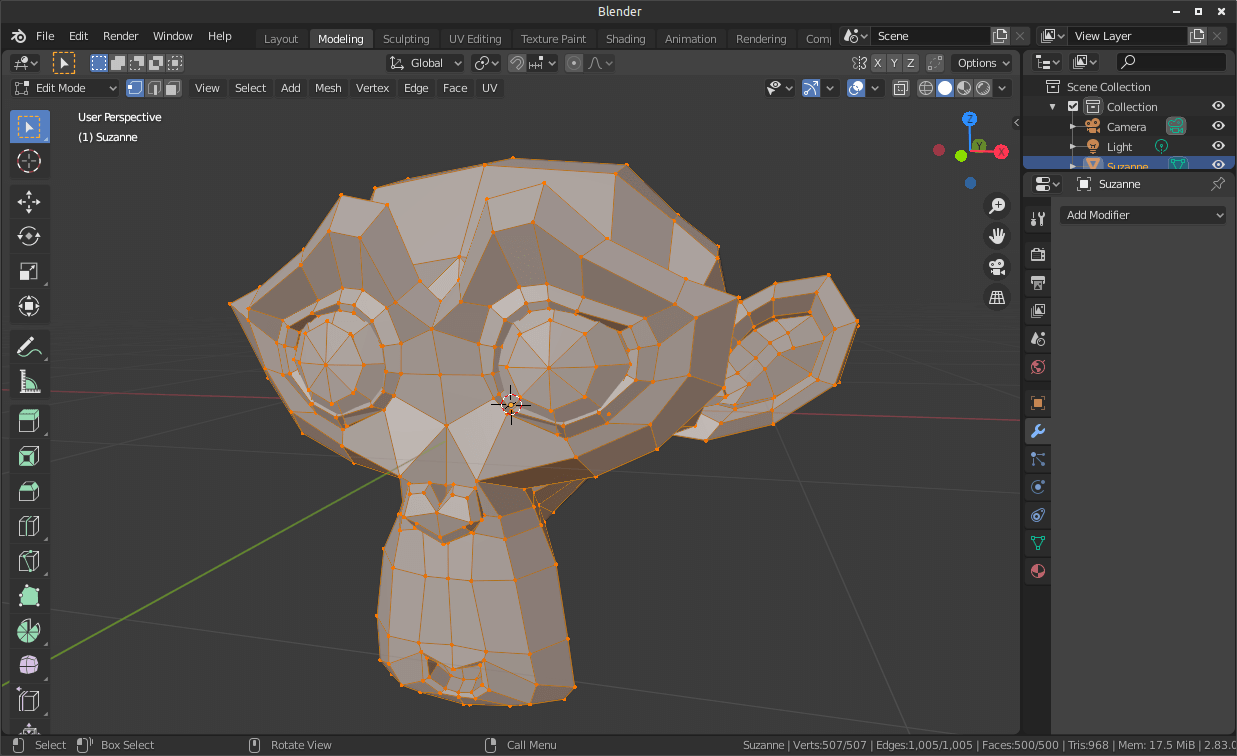 Blender
File Edit Render Window Help Layout Modeling Sculpting UV Editing Texture Paint Shading Animation Rendering Scene View Layer
Global X Y Z Options
Edit Mode View Select Add Mesh Vertex Edge Face UV
User Perspective
(1) Suzanne
Z
Y
X
Scene Collection
Collection
Camera
Light
Suzanne
Suzanne
Add Modifier
Select Box Select Rotate View Call Menu Suzanne | Verts:507/507 | Edges:1,005/1,005 | Faces:500/500 | Tris:968 | Mem: 17.5 MiB | 2.83.0